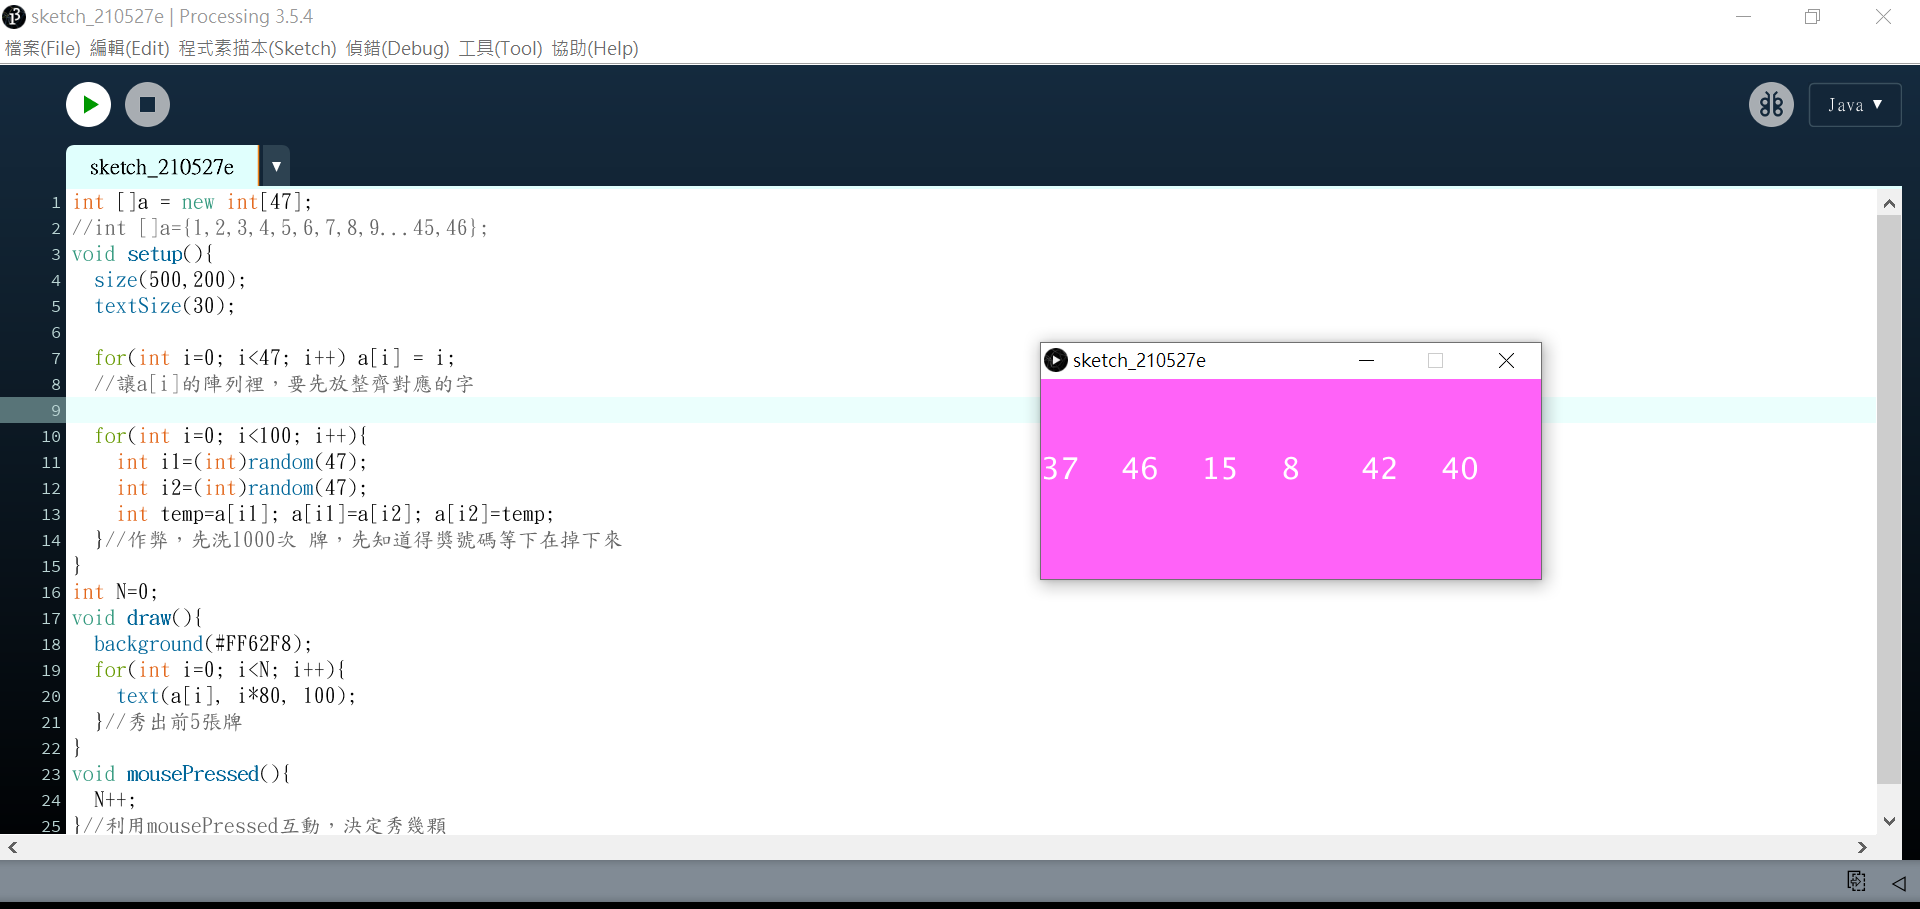 sketch_210527e | Processing 3.5.4
檔案(File) 編輯(Edit) 程式素描本(Sketch) 偵錯(Debug) 工具(Tool) 協助(Help)
Java ▼
sketch_210527e ▼
1 int []a = new int[47];
2 //int []a={1,2,3,4,5,6,7,8,9...45,46};
3 void setup(){
4   size(500,200);
5   textSize(30);
6
7   for(int i=0; i<47; i++) a[i] = i;
8   //讓a[i]的陣列裡，要先放整齊對應的字
9
10   for(int i=0; i<100; i++){
11     int i1=(int)random(47);
12     int i2=(int)random(47);
13     int temp=a[i1]; a[i1]=a[i2]; a[i2]=temp;
14   }//作弊，先洗1000次 牌，先知道得獎號碼等下在掉下來
15 }
16 int N=0;
17 void draw(){
18   background(#FF62F8);
19   for(int i=0; i<N; i++){
20     text(a[i], i*80, 100);
21   }//秀出前5張牌
22 }
23 void mousePressed(){
24   N++;
25 }//利用mousePressed互動，決定秀幾顆
sketch_210527e
37 46 15 8 42 40